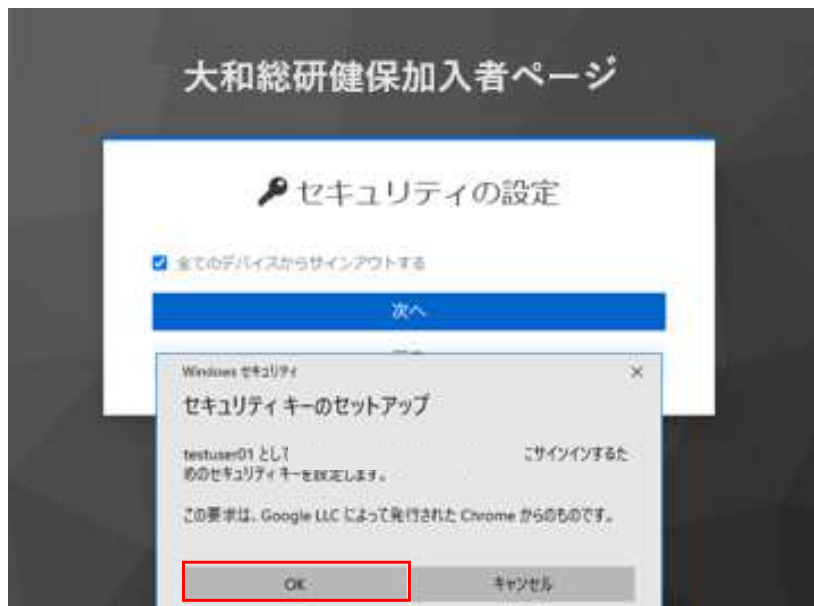 大和総研健保加入者ページ
セキュリティの設定
全てのデバイスからサインアウトする
次へ
Windows セキュリティ
セキュリティ キーのセットアップ
testuser01 として にサインインするた
めのセキュリティ キーを設定します。
この要求は、Google LLC によって発行された Chrome からのものです。
OK
キャンセル